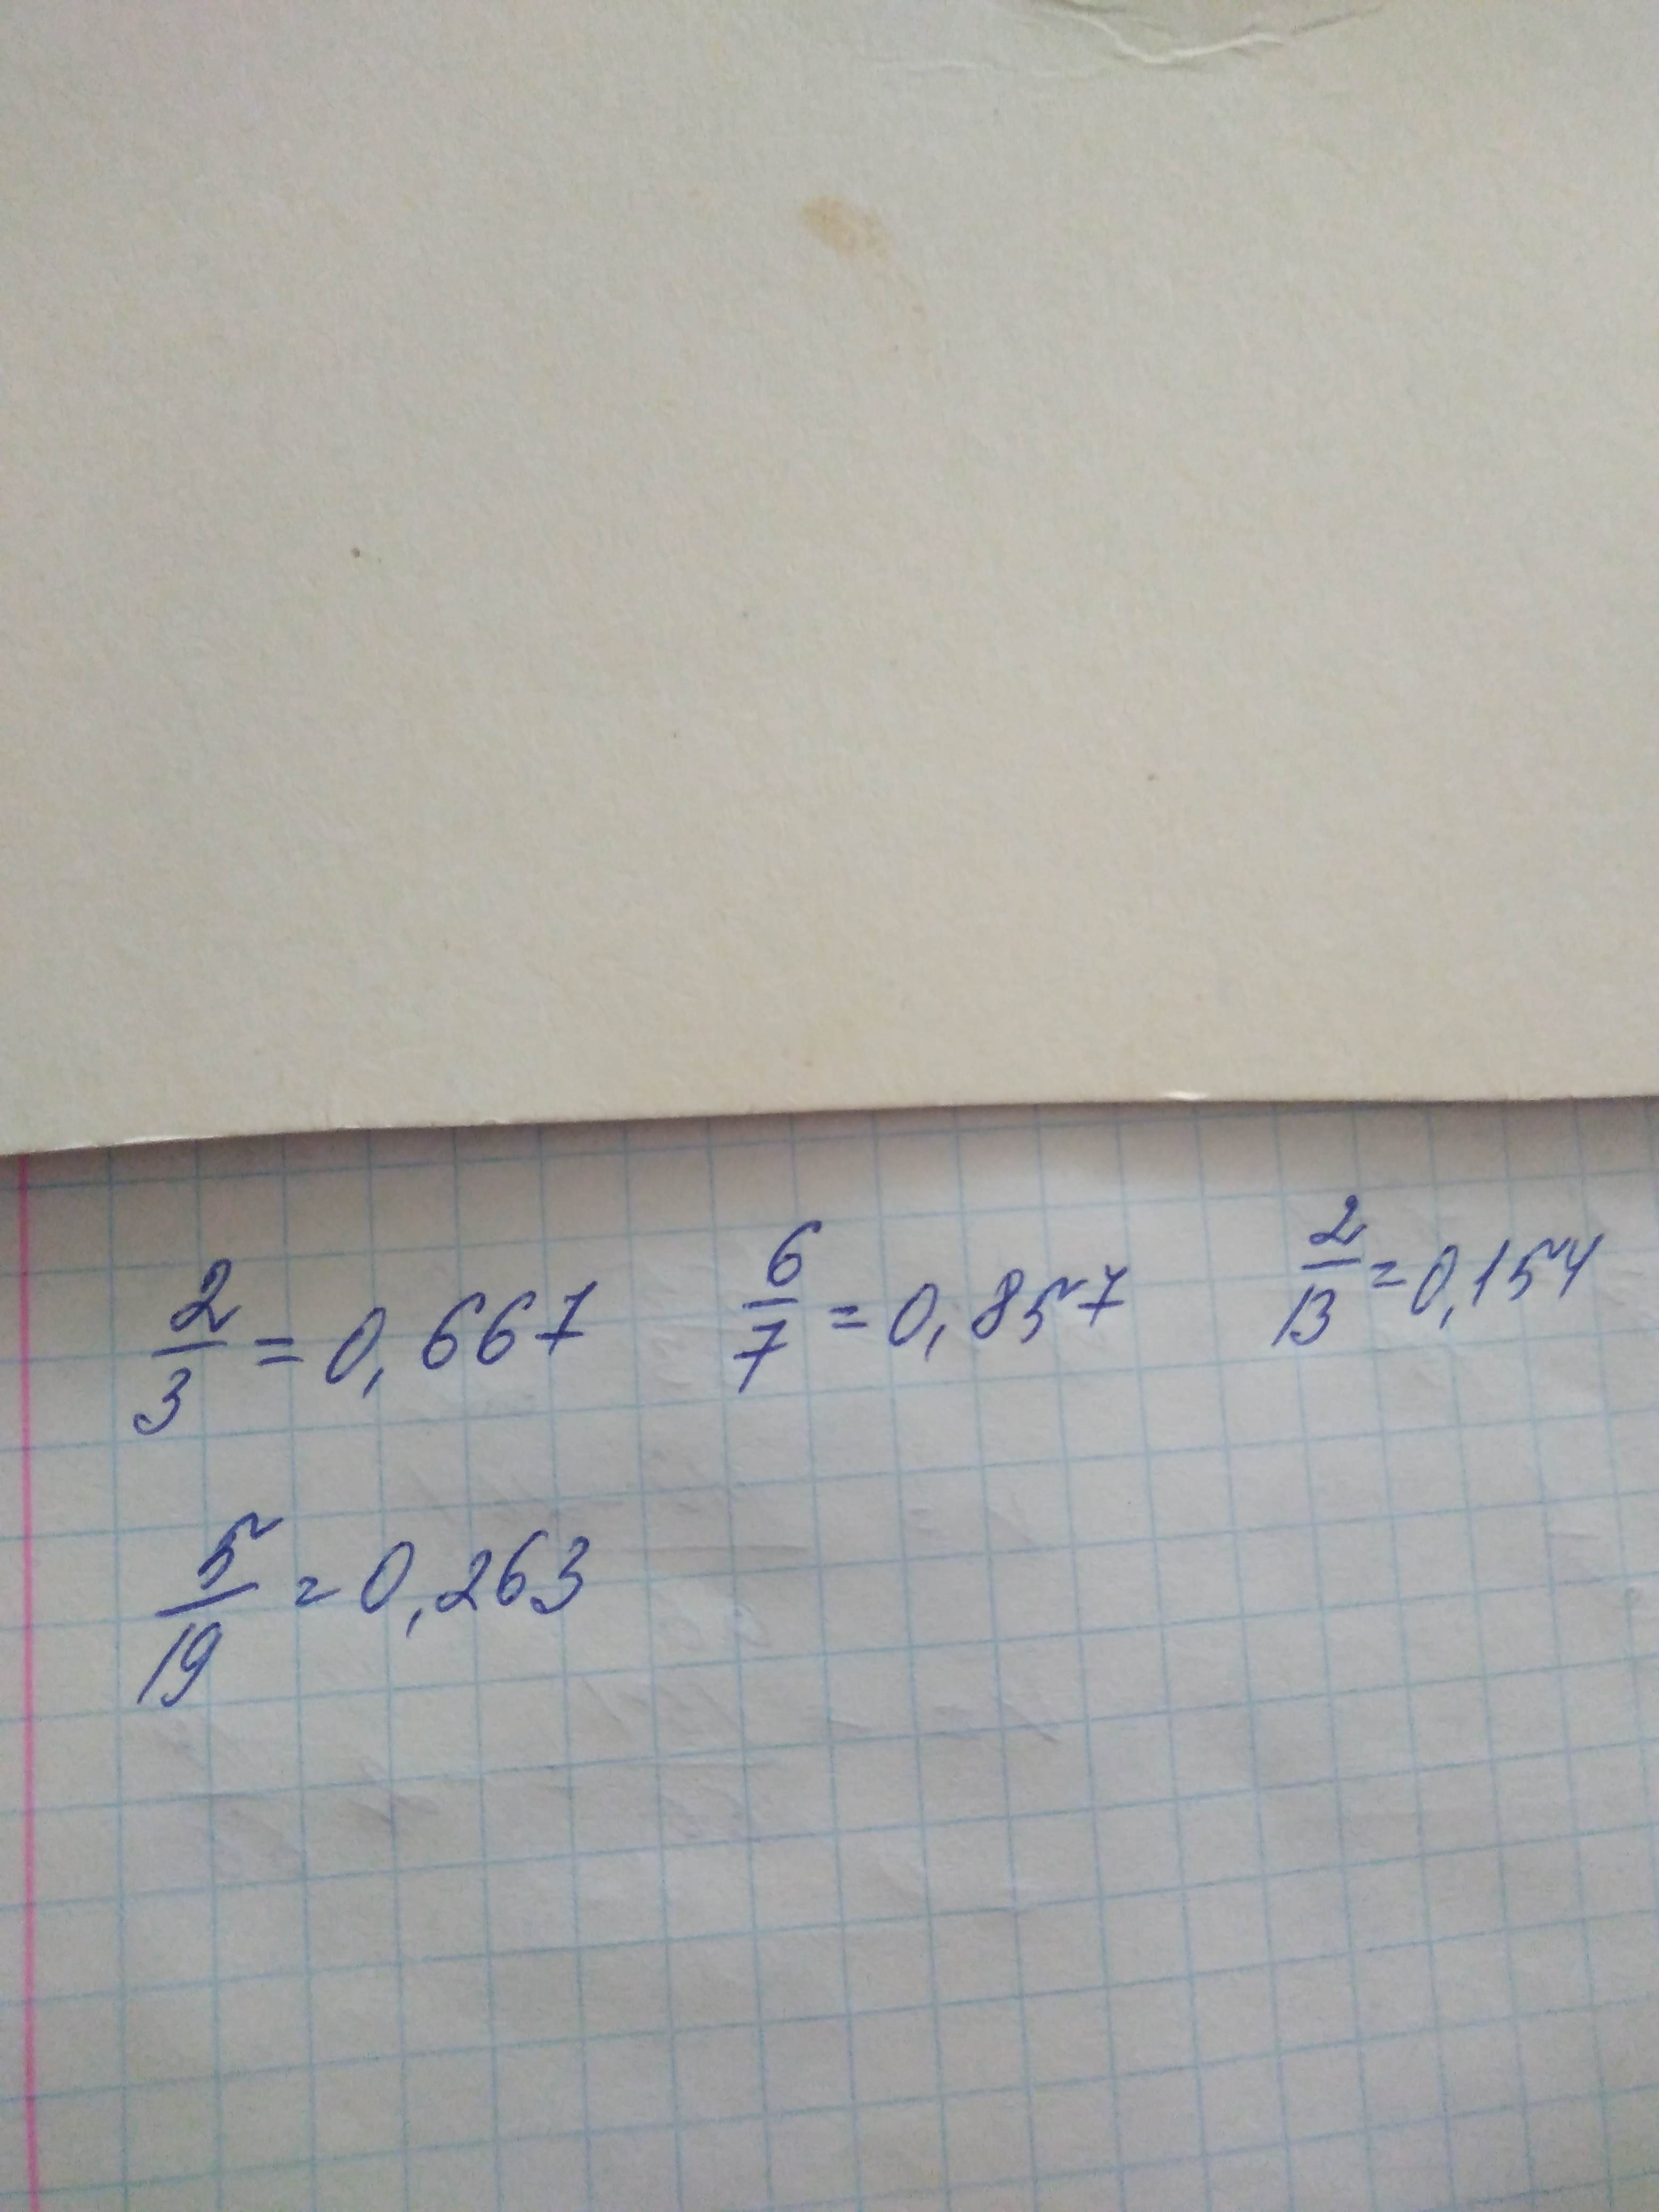 2/3 = 0,667 6/7 = 0,857 2/13 = 0,154
5/19 = 0,263